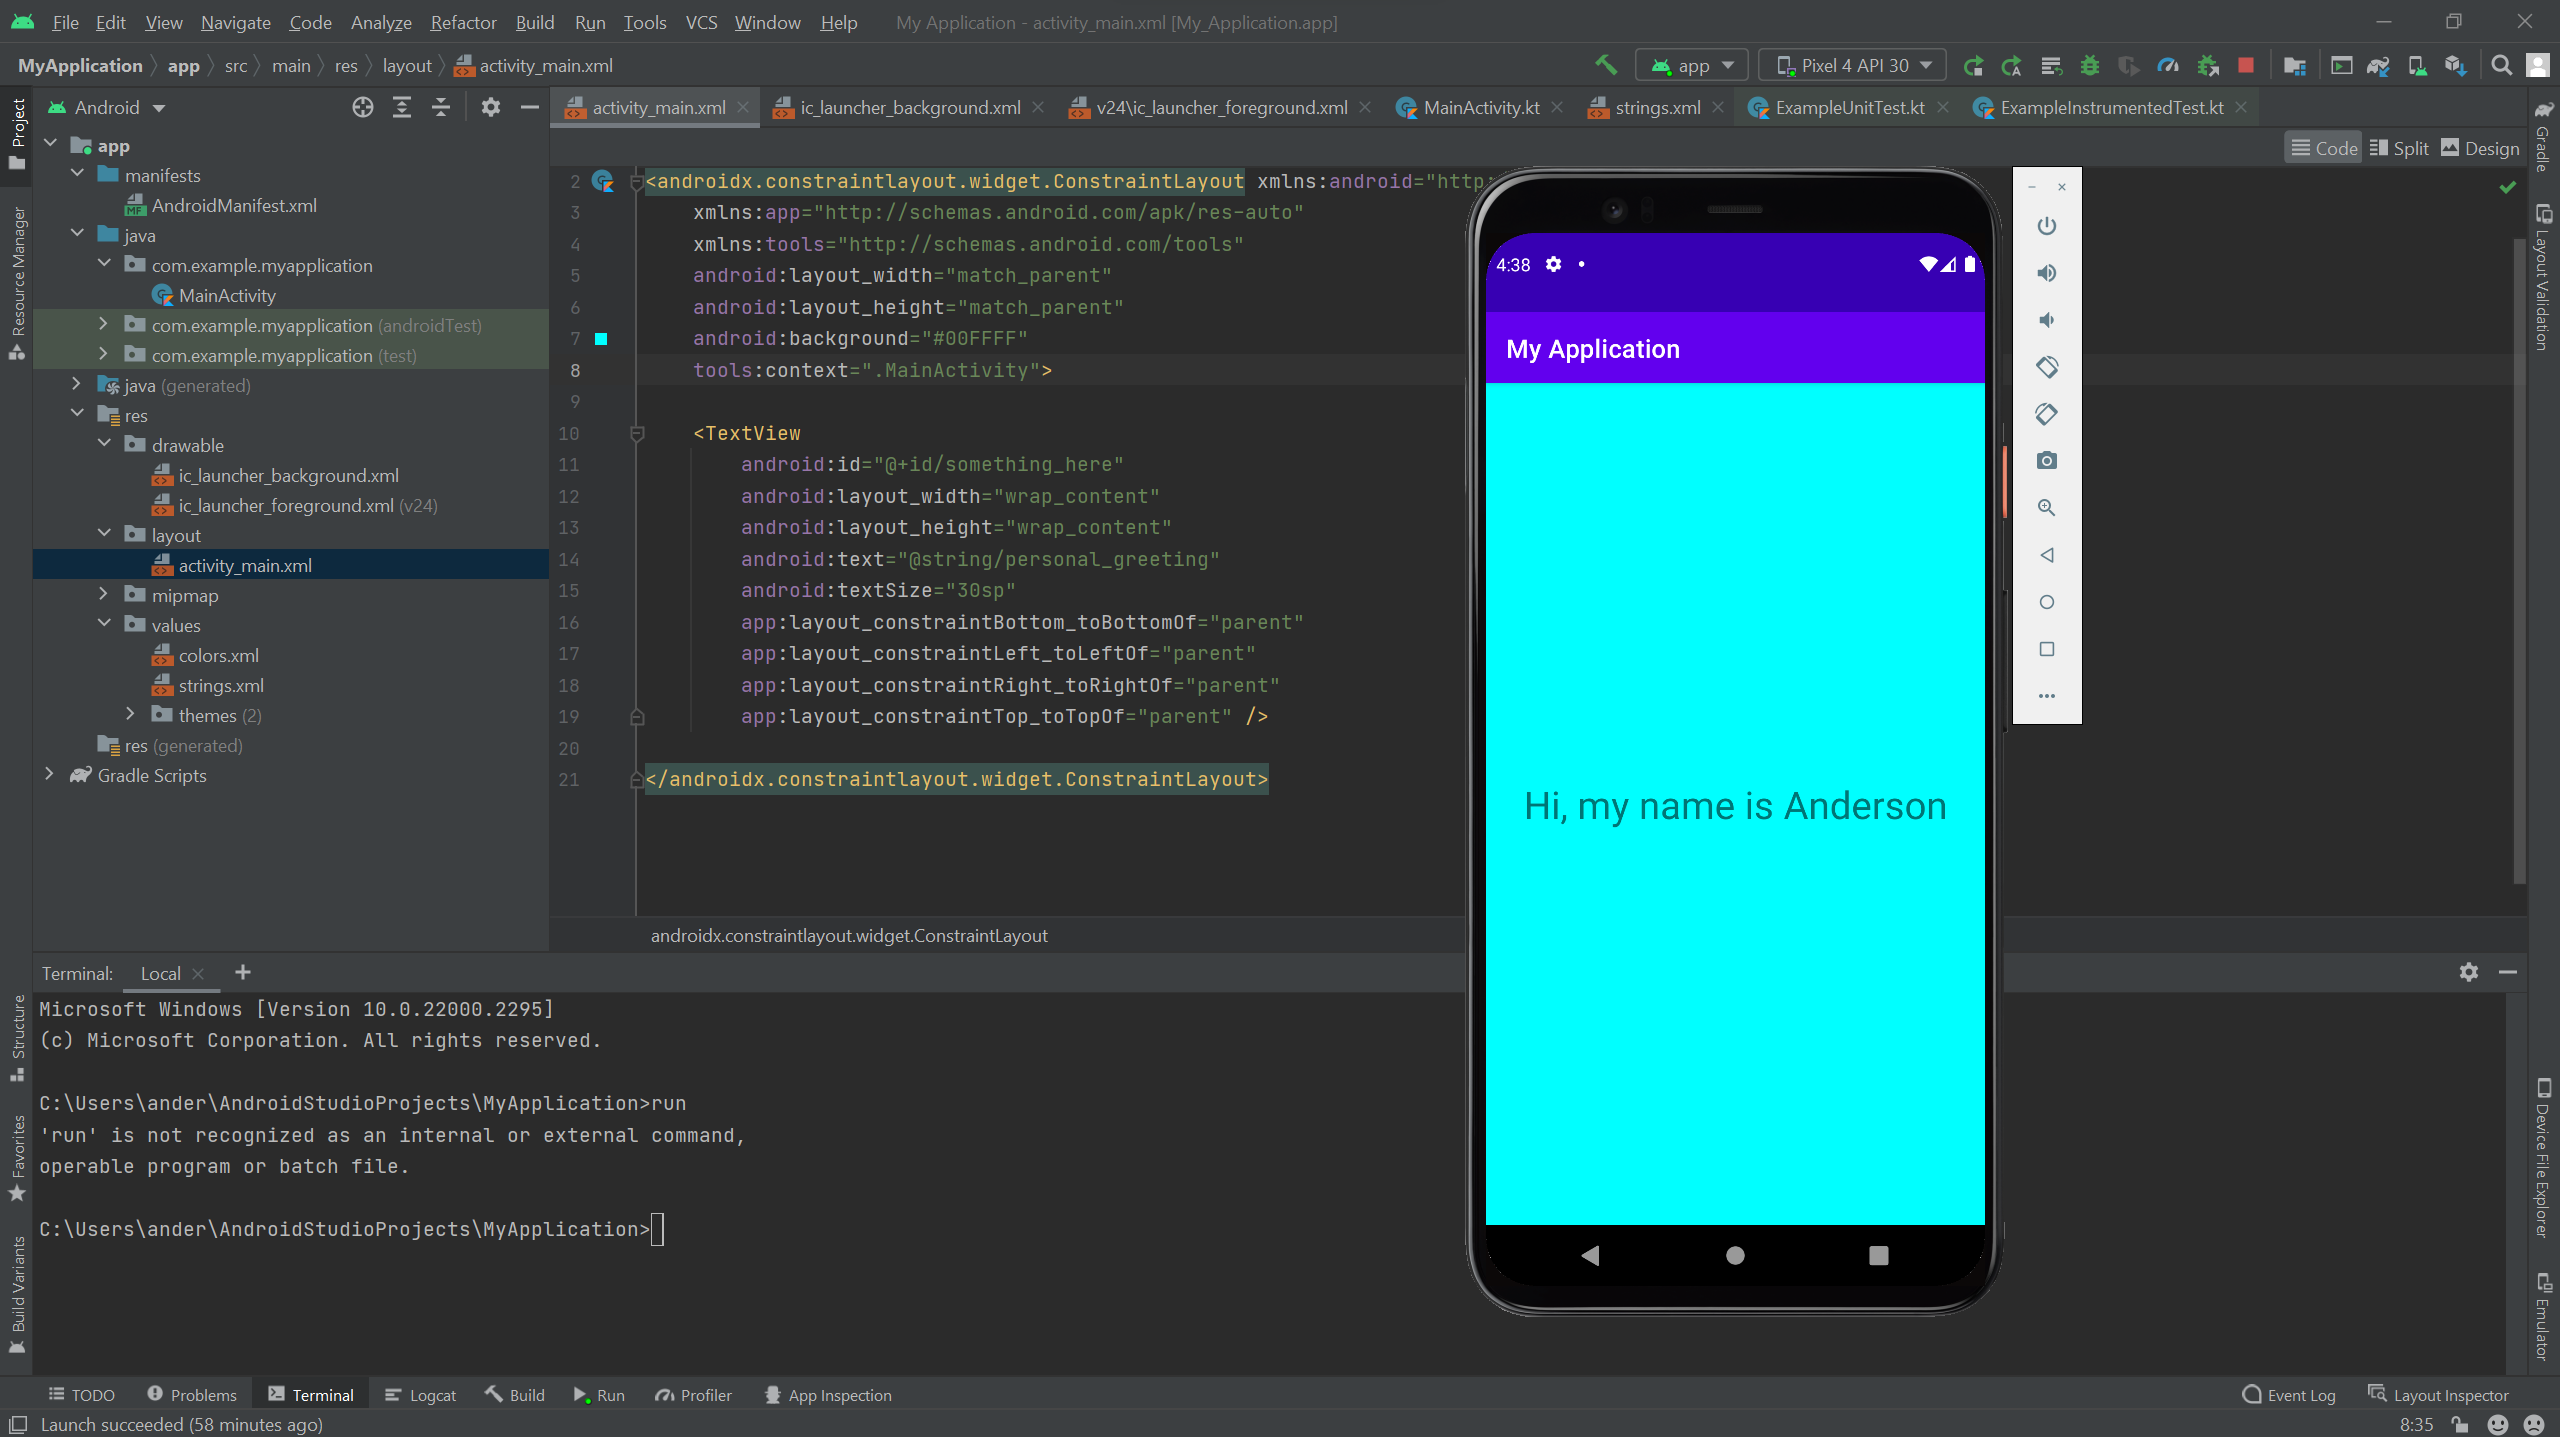 File Edit View Navigate Code Analyze Refactor Build Run Tools VCS Window Help My Application - activity_main.xml [My_Application.app]
MyApplication app src main res layout activity_main.xml app Pixel 4 API 30
Android
activity_main.xml ic_launcher_background.xml v24\ic_launcher_foreground.xml MainActivity.kt strings.xml ExampleUnitTest.kt ExampleInstrumentedTest.kt
Code Split Design
Project
Resource Manager
Structure
Favorites
Build Variants
app
manifests
AndroidManifest.xml
java
com.example.myapplication
MainActivity
com.example.myapplication (androidTest)
com.example.myapplication (test)
java (generated)
res
drawable
ic_launcher_background.xml
ic_launcher_foreground.xml (v24)
layout
activity_main.xml
mipmap
values
colors.xml
strings.xml
themes (2)
res (generated)
Gradle Scripts
2 <androidx.constraintlayout.widget.ConstraintLayout xmlns:android="http:
3 xmlns:app="http://schemas.android.com/apk/res-auto"
4 xmlns:tools="http://schemas.android.com/tools"
5 android:layout_width="match_parent"
6 android:layout_height="match_parent"
7 android:background="#00FFFF"
8 tools:context=".MainActivity">
9
10 <TextView
11 android:id="@+id/something_here"
12 android:layout_width="wrap_content"
13 android:layout_height="wrap_content"
14 android:text="@string/personal_greeting"
15 android:textSize="30sp"
16 app:layout_constraintBottom_toBottomOf="parent"
17 app:layout_constraintLeft_toLeftOf="parent"
18 app:layout_constraintRight_toRightOf="parent"
19 app:layout_constraintTop_toTopOf="parent" />
20
21 </androidx.constraintlayout.widget.ConstraintLayout>
androidx.constraintlayout.widget.ConstraintLayout
4:38
My Application
Hi, my name is Anderson
Gradle
Layout Validation
Device File Explorer
Emulator
Terminal: Local
Microsoft Windows [Version 10.0.22000.2295]
(c) Microsoft Corporation. All rights reserved.
C:\Users\ander\AndroidStudioProjects\MyApplication>run
'run' is not recognized as an internal or external command,
operable program or batch file.
C:\Users\ander\AndroidStudioProjects\MyApplication>
TODO Problems Terminal Logcat Build Run Profiler App Inspection Event Log Layout Inspector
Launch succeeded (58 minutes ago) 8:35